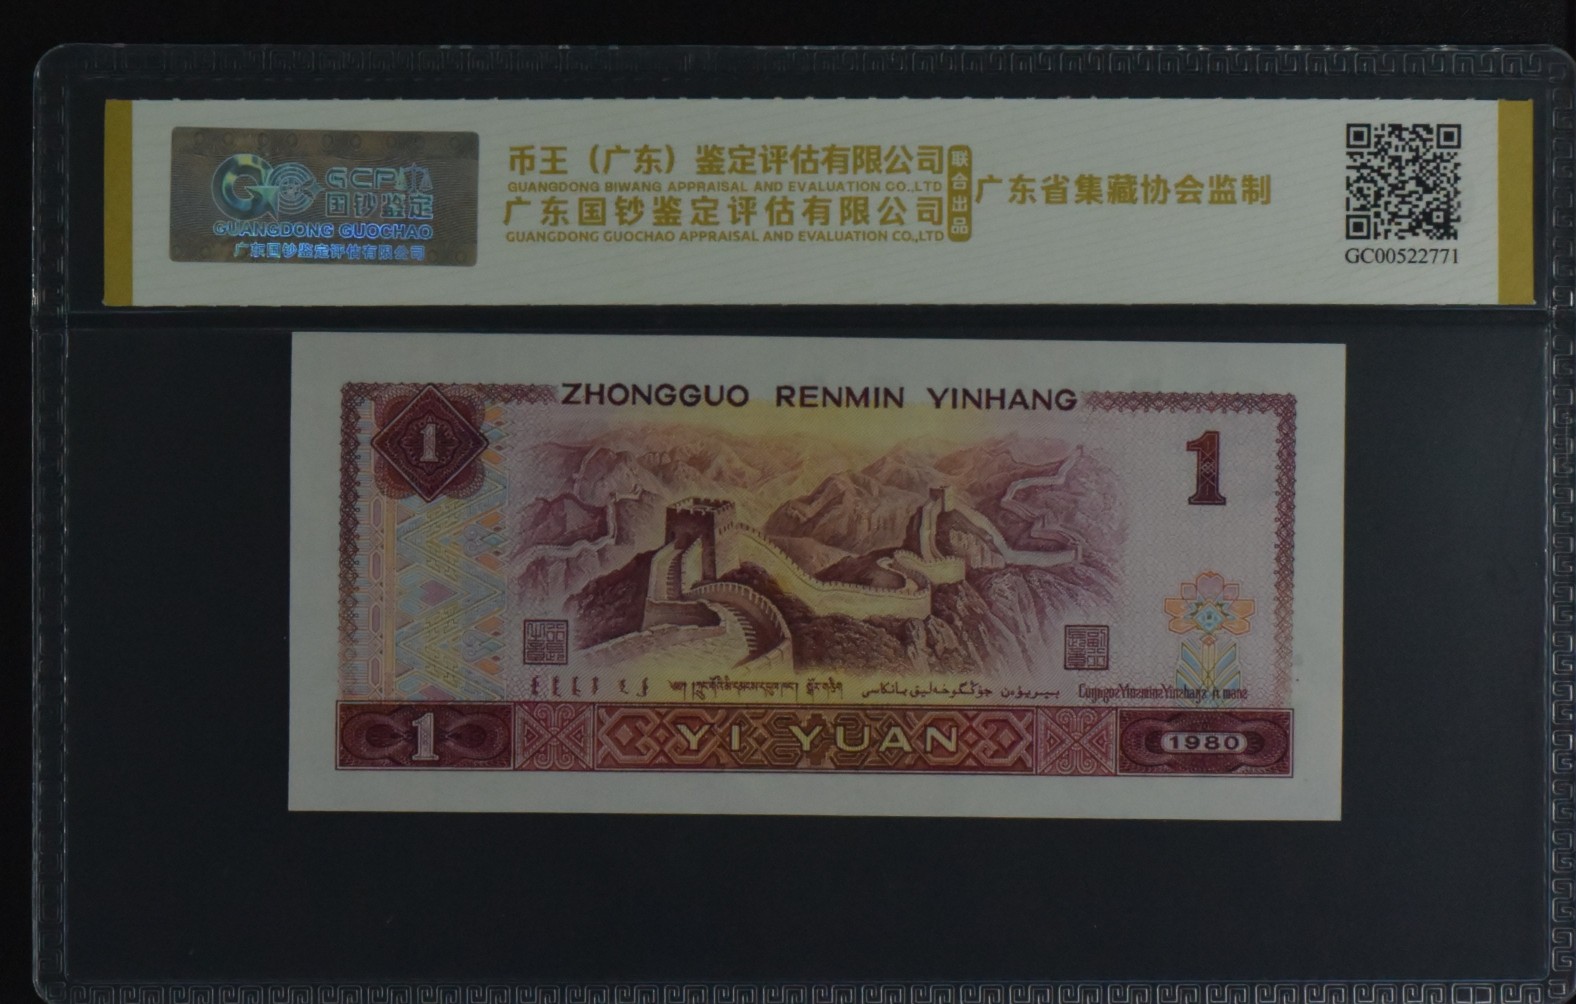 GCP
国钞鉴定
GUANGDONG GUOCHAO
广东国钞鉴定评估有限公司
币王（广东）鉴定评估有限公司
GUANGDONG BIWANG APPRAISAL AND EVALUATION CO.,LTD
广东国钞鉴定评估有限公司
GUANGDONG GUOCHAO APPRAISAL AND EVALUATION CO.,LTD
联合出品
广东省集藏协会监制
GC00522771
ZHONGGUO RENMIN YINHANG
1
1
1
YI YUAN
1980